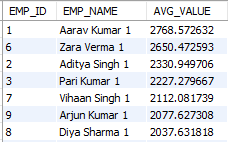 EMP_ID EMP_NAME AVG_VALUE
1 Aarav Kumar 1 2768.572632
6 Zara Verma 1 2650.472593
2 Aditya Singh 1 2330.949706
3 Pari Kumar 1 2227.279667
7 Vihaan Singh 1 2112.081739
9 Arjun Kumar 1 2077.627308
8 Diya Sharma 1 2037.631818